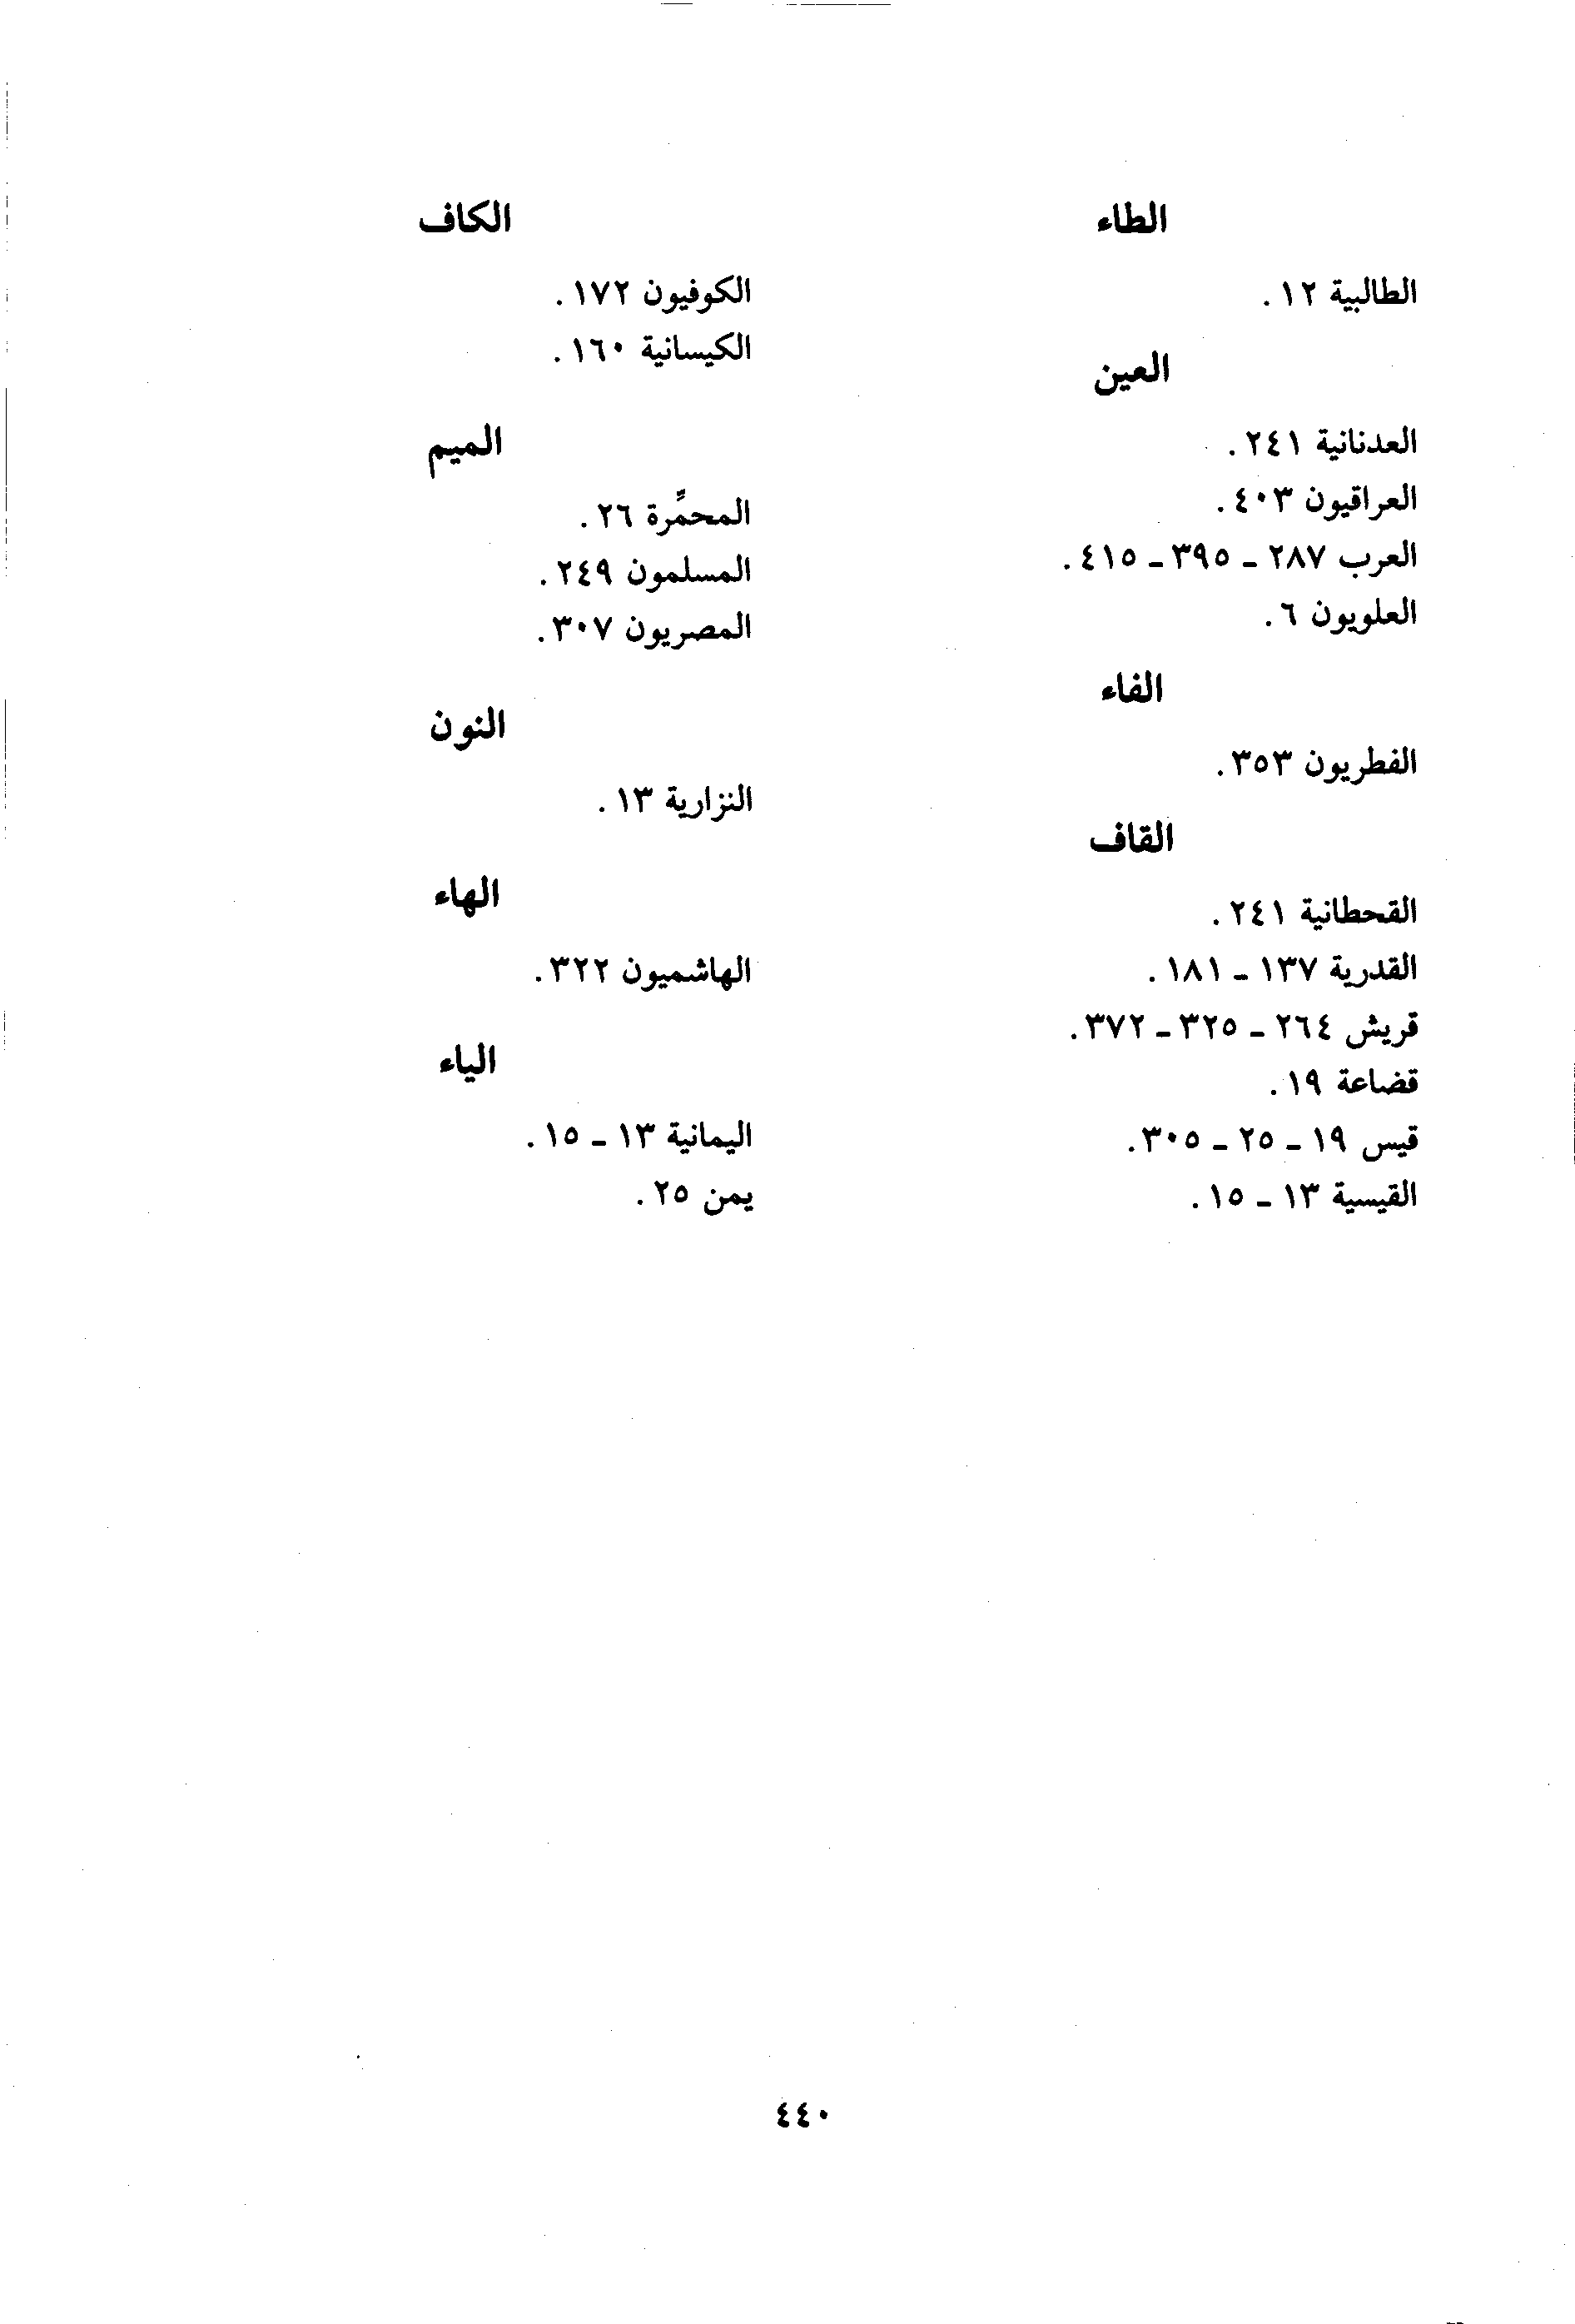 الطاء
الطالبية ١٢ .
العين
العدنانية ٢٤١ .
العراقيون ٤٠٣ .
العرب ٢٨٧ - ٣٩٥ - ٤١٥ .
العلويون ٦ .
الفاء
الفطريون ٣٥٣ .
القاف
القحطانية ٢٤١ .
القدرية ١٣٧ - ١٨١ .
قريش ٢٦٤ - ٣٢٥ - ٣٧٢ .
قضاعة ١٩ .
قيس ١٩ - ٢٥ - ٣٠٥ .
القيسية ١٣ - ١٥ .
الكاف
الكوفيون ١٧٢ .
الكيسانية ١٦٠ .
الميم
المحمِّرة ٢٦ .
المسلمون ٢٤٩ .
المصريون ٣٠٧ .
النون
النزارية ١٣ .
الهاء
الهاشميون ٣٢٢ .
الياء
اليمانية ١٣ - ١٥ .
يمن ٢٥ .
٤٤٠